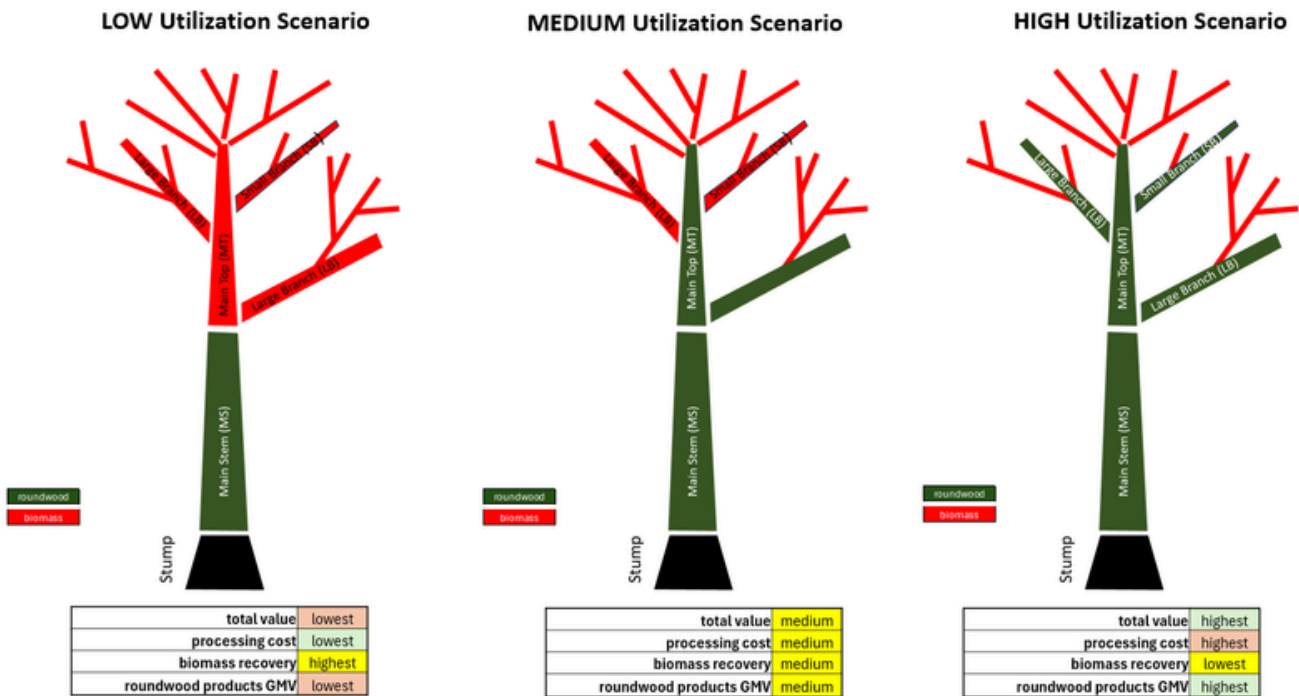 LOW Utilization Scenario
Large Branch (LB)
Small Branch (SB)
Main Top (MT)
Large Branch (LB)
Main Stem (MS)
roundwood
biomass
Stump
total value lowest
processing cost lowest
biomass recovery highest
roundwood products GMV lowest
MEDIUM Utilization Scenario
Large Branch (LB)
Small Branch (SB)
Main Top (MT)
Main Stem (MS)
roundwood
biomass
Stump
total value medium
processing cost medium
biomass recovery medium
roundwood products GMV medium
HIGH Utilization Scenario
Large Branch (LB)
Small Branch (SB)
Main Top (MT)
Large Branch (LB)
Main Stem (MS)
roundwood
biomass
Stump
total value highest
processing cost highest
biomass recovery lowest
roundwood products GMV highest